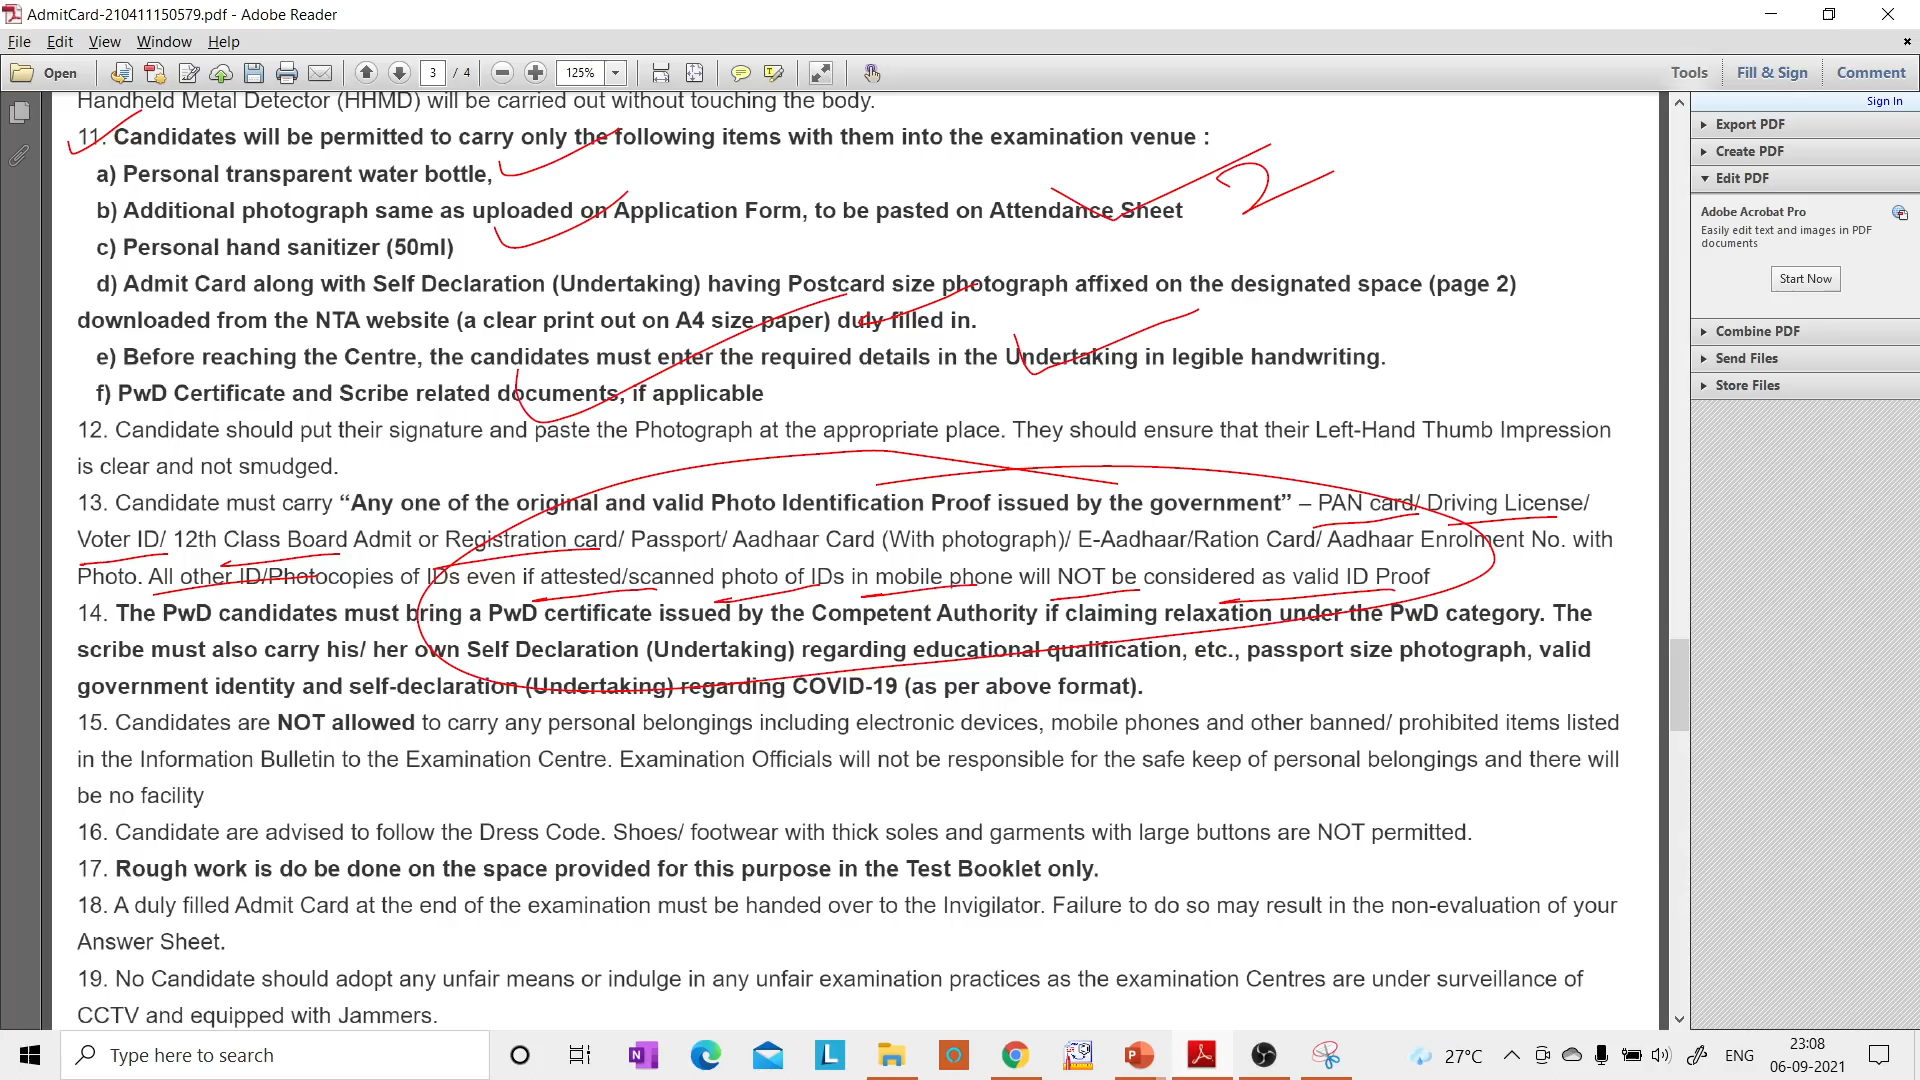 AdmitCard-210411150579.pdf - Adobe Reader
File Edit View Window Help
Open 3 / 4 125% Tools Fill & Sign Comment
Handheld Metal Detector (HHMD) will be carried out without touching the body.
11. Candidates will be permitted to carry only the following items with them into the examination venue :
a) Personal transparent water bottle,
2
b) Additional photograph same as uploaded on Application Form, to be pasted on Attendance Sheet
c) Personal hand sanitizer (50ml)
d) Admit Card along with Self Declaration (Undertaking) having Postcard size photograph affixed on the designated space (page 2)
downloaded from the NTA website (a clear print out on A4 size paper) duly filled in.
e) Before reaching the Centre, the candidates must enter the required details in the Undertaking in legible handwriting.
f) PwD Certificate and Scribe related documents, if applicable
12. Candidate should put their signature and paste the Photograph at the appropriate place. They should ensure that their Left-Hand Thumb Impression
is clear and not smudged.
13. Candidate must carry “Any one of the original and valid Photo Identification Proof issued by the government” – PAN card/ Driving License/
Voter ID/ 12th Class Board Admit or Registration card/ Passport/ Aadhaar Card (With photograph)/ E-Aadhaar/Ration Card/ Aadhaar Enrolment No. with
Photo. All other ID/Photocopies of IDs even if attested/scanned photo of IDs in mobile phone will NOT be considered as valid ID Proof
14. The PwD candidates must bring a PwD certificate issued by the Competent Authority if claiming relaxation under the PwD category. The
scribe must also carry his/ her own Self Declaration (Undertaking) regarding educational qualification, etc., passport size photograph, valid
government identity and self-declaration (Undertaking) regarding COVID-19 (as per above format).
15. Candidates are NOT allowed to carry any personal belongings including electronic devices, mobile phones and other banned/ prohibited items listed
in the Information Bulletin to the Examination Centre. Examination Officials will not be responsible for the safe keep of personal belongings and there will
be no facility
16. Candidate are advised to follow the Dress Code. Shoes/ footwear with thick soles and garments with large buttons are NOT permitted.
17. Rough work is do be done on the space provided for this purpose in the Test Booklet only.
18. A duly filled Admit Card at the end of the examination must be handed over to the Invigilator. Failure to do so may result in the non-evaluation of your
Answer Sheet.
19. No Candidate should adopt any unfair means or indulge in any unfair examination practices as the examination Centres are under surveillance of
CCTV and equipped with Jammers.
Sign In
Export PDF
Create PDF
Edit PDF
Adobe Acrobat Pro
Easily edit text and images in PDF
documents
Start Now
Combine PDF
Send Files
Store Files
Type here to search
27°C ENG
23:08
06-09-2021